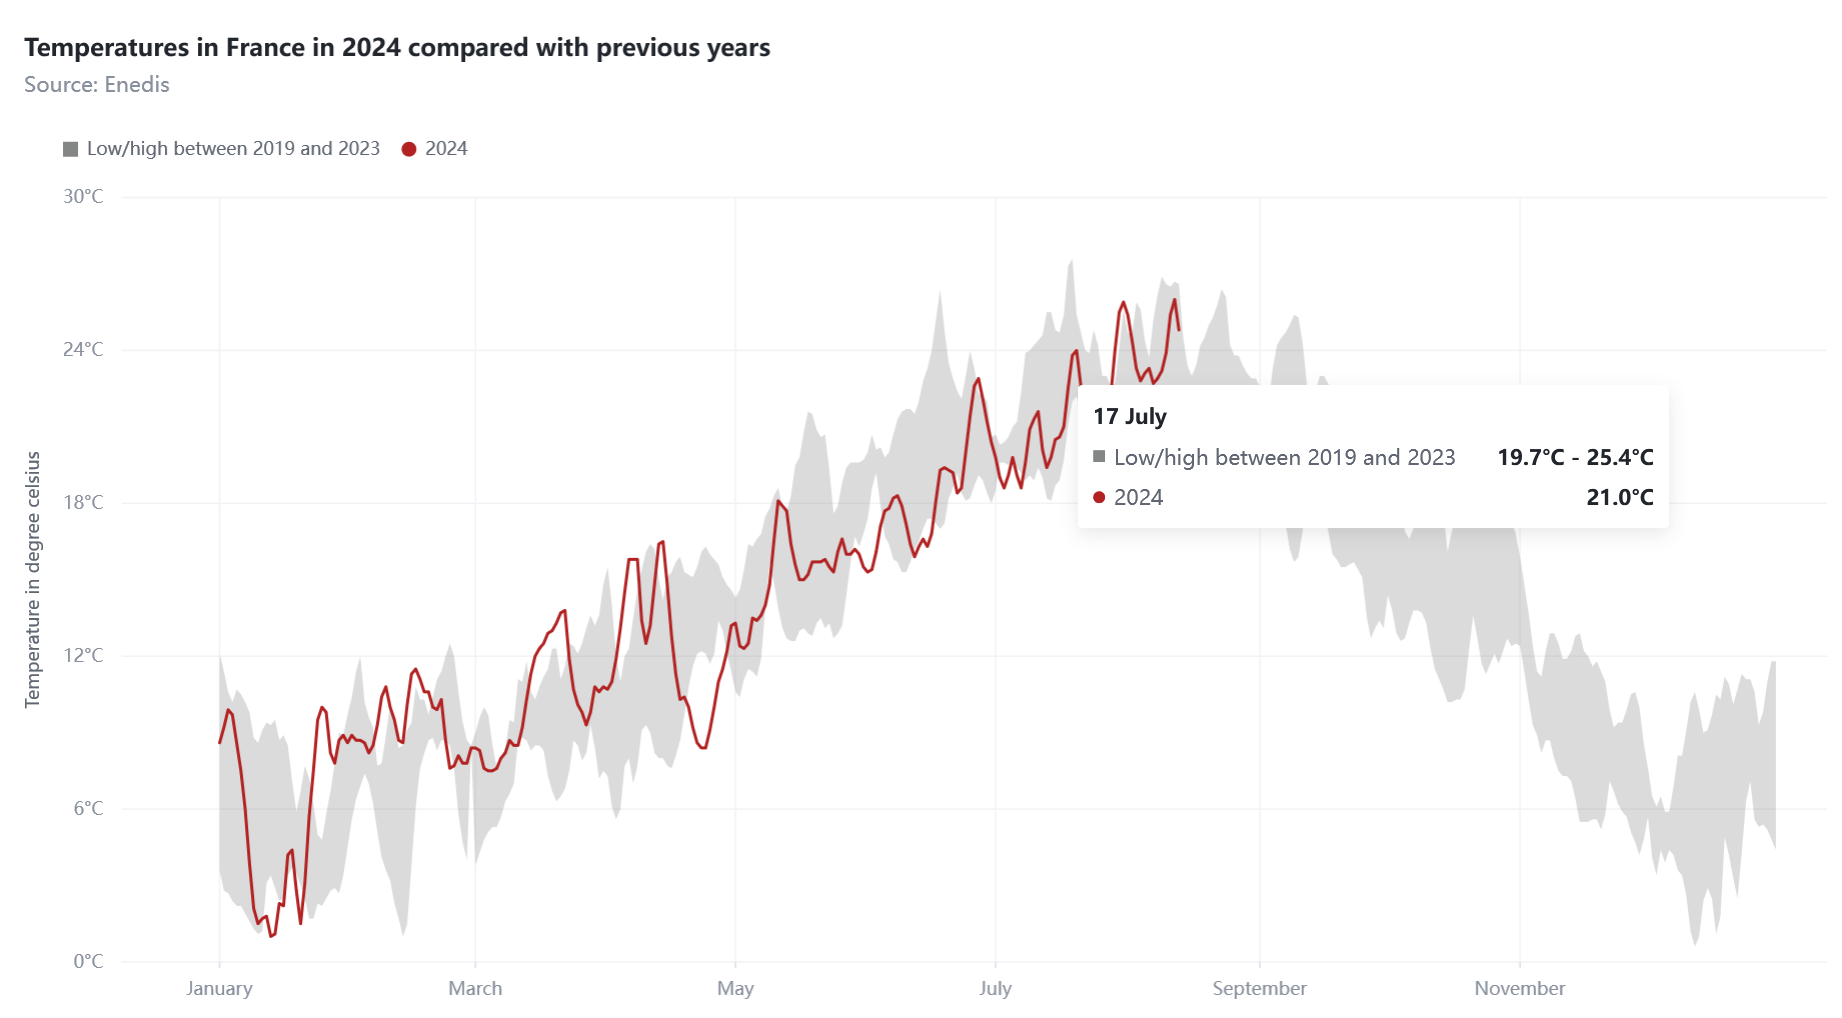 Temperatures in France in 2024 compared with previous years
Source: Enedis
Low/high between 2019 and 2023 2024
30°C
24°C
18°C
12°C
6°C
0°C
Temperature in degree celsius
17 July
Low/high between 2019 and 2023 19.7°C - 25.4°C
2024 21.0°C
January March May July September November